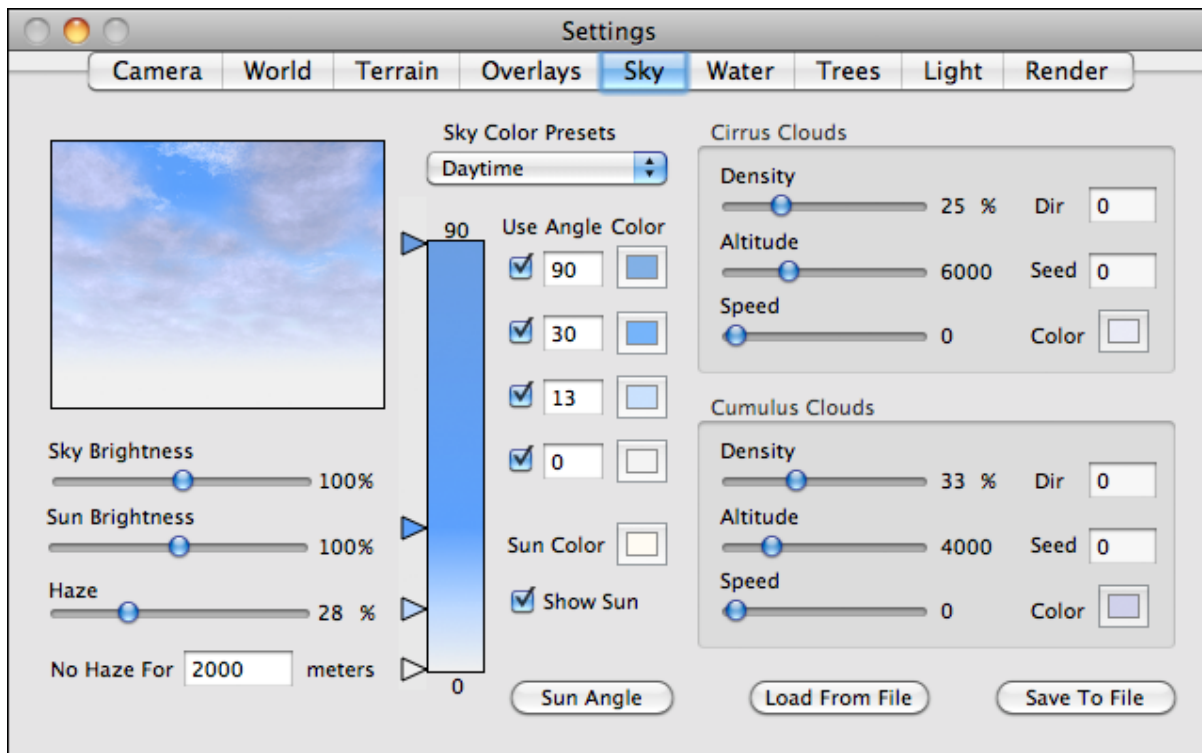 Settings
Camera World Terrain Overlays Sky Water Trees Light Render
Sky Color Presets
Daytime
90
Use Angle Color
90
30
13
0
Sun Color
Show Sun
0
Sun Angle
Sky Brightness
100%
Sun Brightness
100%
Haze
28 %
No Haze For 2000 meters
Cirrus Clouds
Density
25 % Dir 0
Altitude
6000 Seed 0
Speed
0 Color
Cumulus Clouds
Density
33 % Dir 0
Altitude
4000 Seed 0
Speed
0 Color
Load From File
Save To File